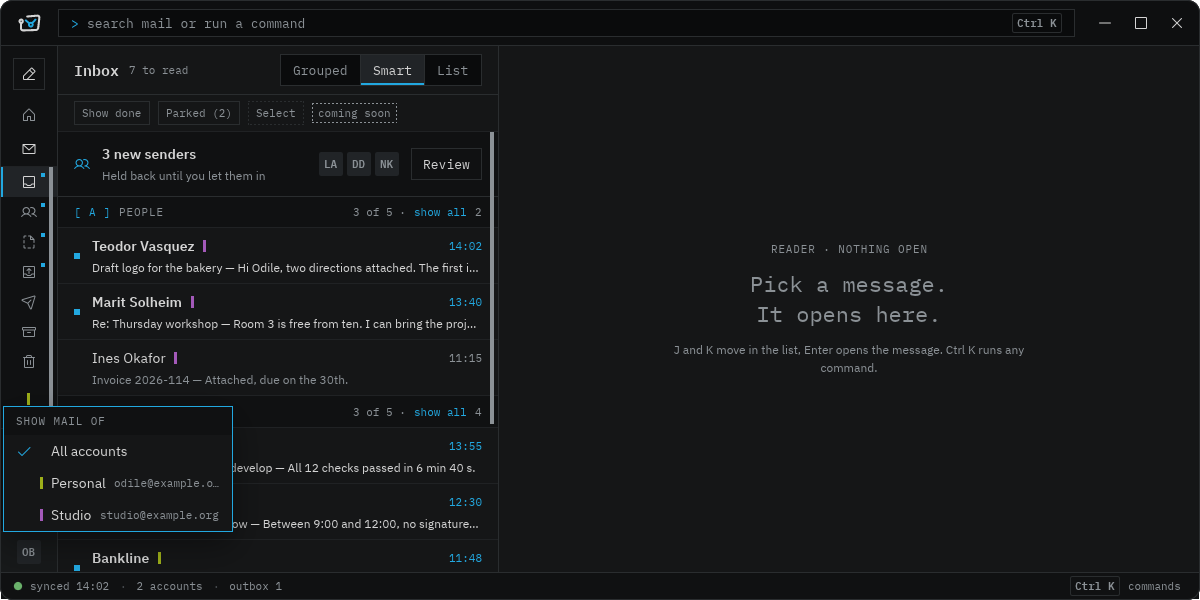 > search mail or run a command Ctrl K
Inbox 7 to read Grouped Smart List
Show done Parked (2) Select coming soon
3 new senders
Held back until you let them in
LA DD NK Review
[ A ] PEOPLE 3 of 5 · show all 2
Teodor Vasquez 14:02
Draft logo for the bakery — Hi Odile, two directions attached. The first i…
Marit Solheim 13:40
Re: Thursday workshop — Room 3 is free from ten. I can bring the proj…
Ines Okafor 11:15
Invoice 2026-114 — Attached, due on the 30th.
3 of 5 · show all 4
13:55
develop — All 12 checks passed in 6 min 40 s.
12:30
ow — Between 9:00 and 12:00, no signature…
Bankline 11:48
SHOW MAIL OF
All accounts
Personal odile@example.o…
Studio studio@example.org
OB
READER · NOTHING OPEN
Pick a message.
It opens here.
J and K move in the list, Enter opens the message. Ctrl K runs any
command.
synced 14:02 · 2 accounts · outbox 1 Ctrl K commands